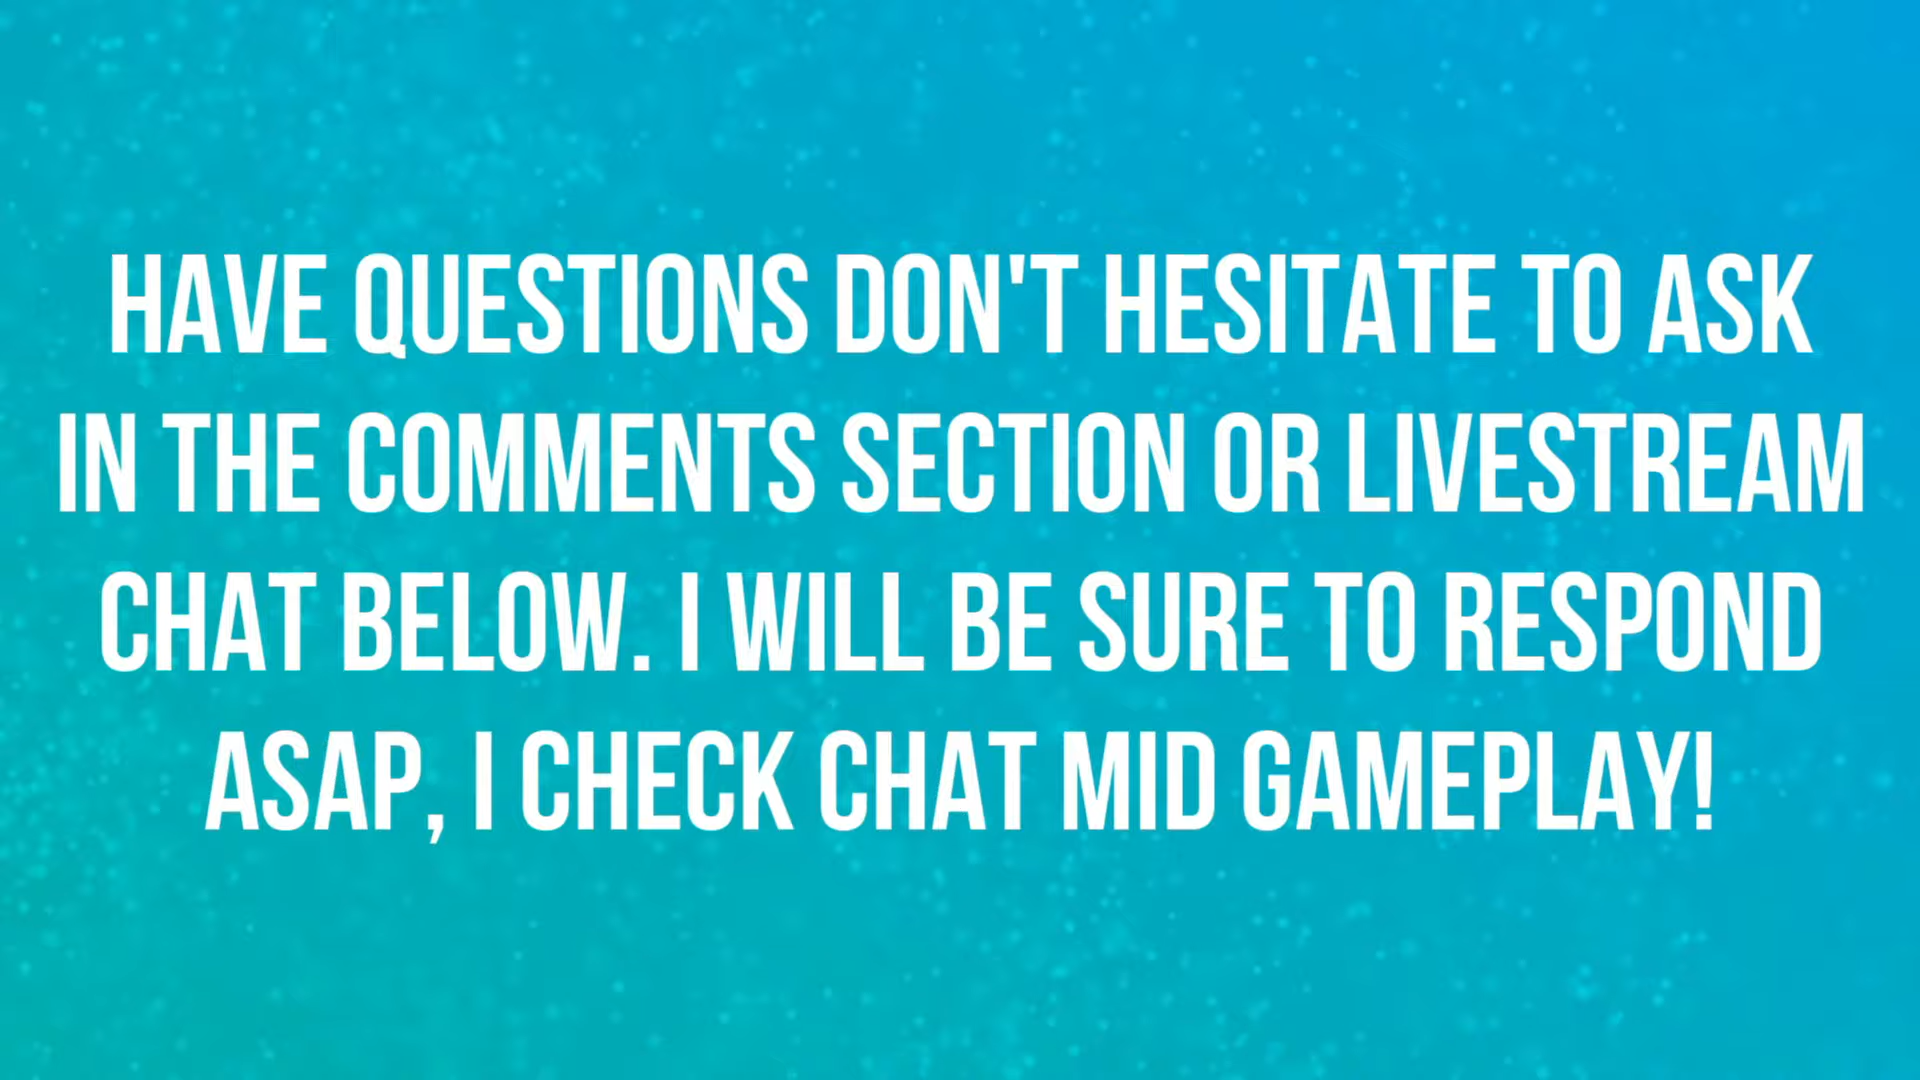 HAVE QUESTIONS DON'T HESITATE TO ASK
IN THE COMMENTS SECTION OR LIVESTREAM
CHAT BELOW. I WILL BE SURE TO RESPOND
ASAP, I CHECK CHAT MID GAMEPLAY!